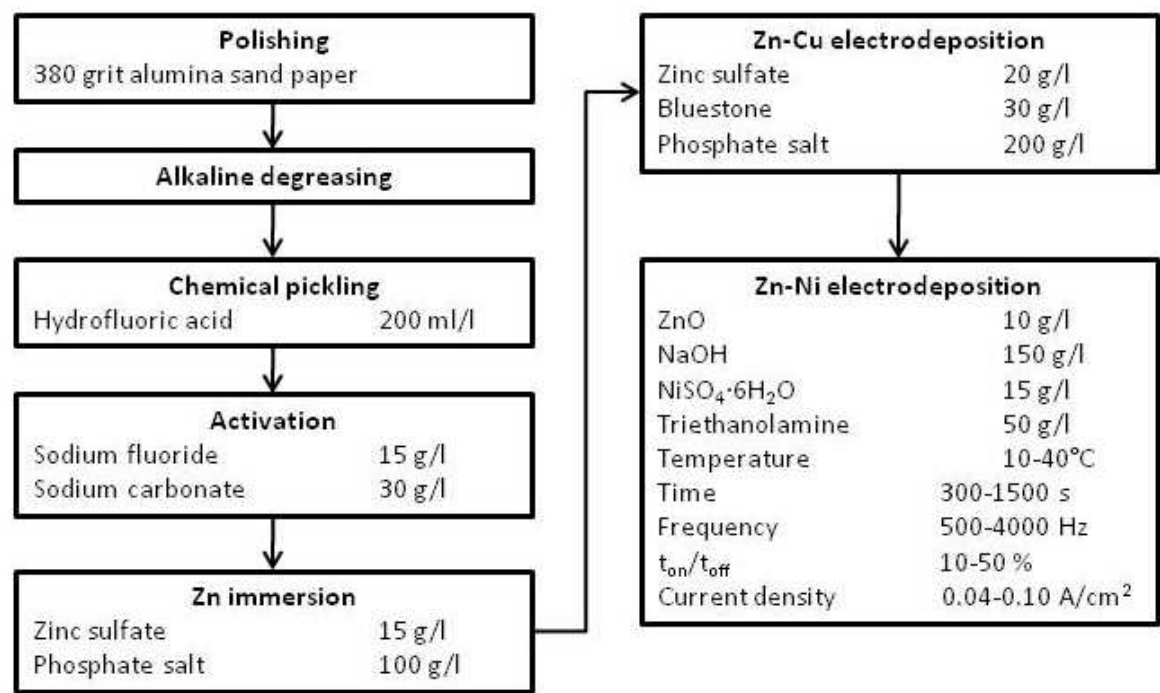 Polishing
380 grit alumina sand paper
Alkaline degreasing
Chemical pickling
Hydrofluoric acid 200 ml/l
Activation
Sodium fluoride 15 g/l
Sodium carbonate 30 g/l
Zn immersion
Zinc sulfate 15 g/l
Phosphate salt 100 g/l
Zn-Cu electrodeposition
Zinc sulfate 20 g/l
Bluestone 30 g/l
Phosphate salt 200 g/l
Zn-Ni electrodeposition
ZnO 10 g/l
NaOH 150 g/l
NiSO₄·6H₂O 15 g/l
Triethanolamine 50 g/l
Temperature 10-40°C
Time 300-1500 s
Frequency 500-4000 Hz
tₒₙ/tₒff 10-50 %
Current density 0.04-0.10 A/cm²